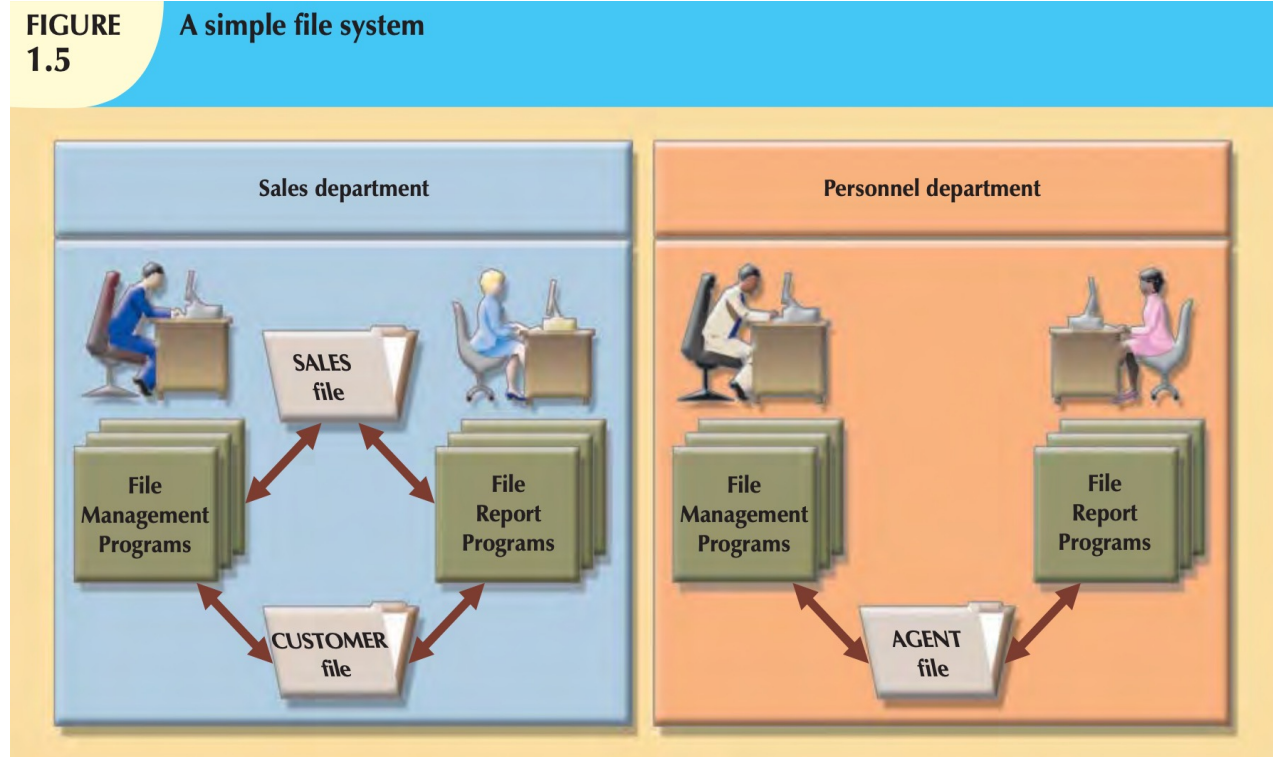 FIGURE
1.5
A simple file system
Sales department
Personnel department
SALES
file
File
Management
Programs
File
Report
Programs
CUSTOMER
file
File
Management
Programs
File
Report
Programs
AGENT
file